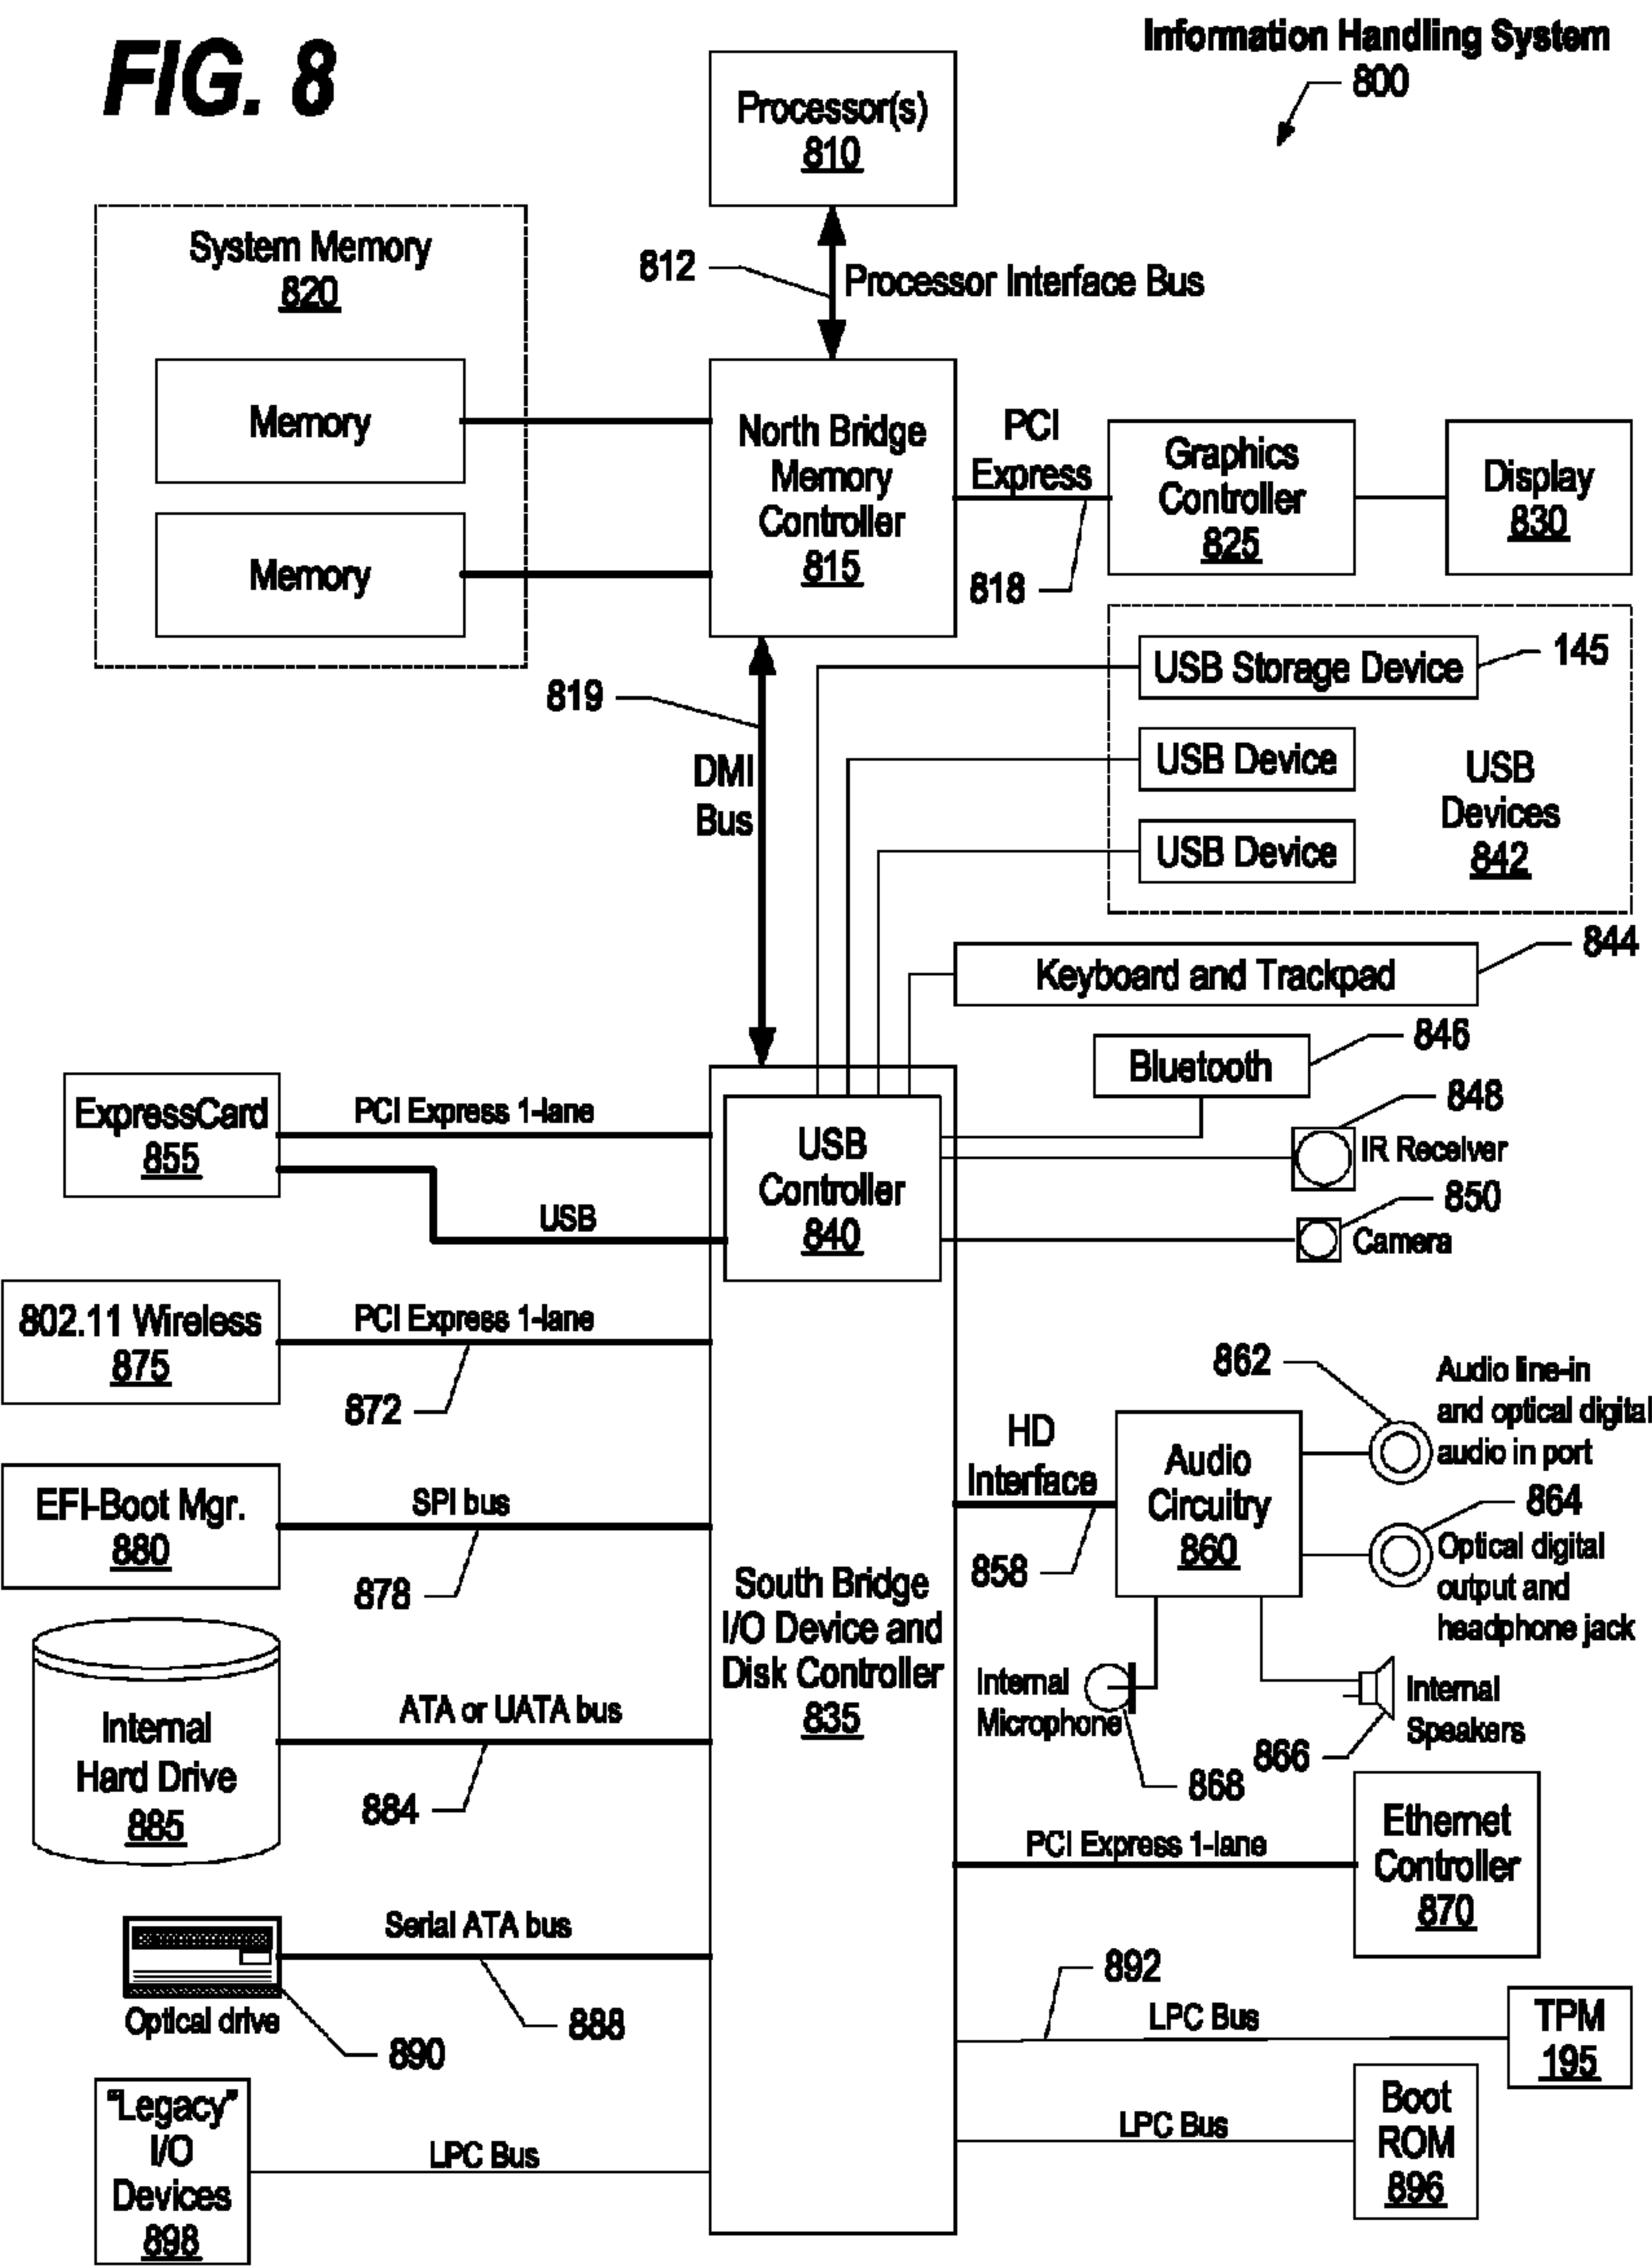 FIG. 8
Information Handling System
800
Processor(s)
810
System Memory
820
Memory
Memory
812
Processor Interface Bus
North Bridge
Memory
Controller
815
PCI
Express
818
Graphics
Controller
825
Display
830
819
DMI
Bus
USB Storage Device
145
USB Device
USB Device
USB
Devices
842
Keyboard and Trackpad
844
Bluetooth
846
848
IR Receiver
850
Camera
ExpressCard
855
PCI Express 1-lane
USB
USB
Controller
840
802.11 Wireless
875
PCI Express 1-lane
872
EFI-Boot Mgr.
880
SPI bus
878
South Bridge
I/O Device and
Disk Controller
835
HD
Interface
858
Audio
Circuitry
860
862
Audio line-in
and optical digital
audio in port
864
Optical digital
output and
headphone jack
Internal
Microphone
868
Internal
Speakers
866
Internal
Hard Drive
885
ATA or UATA bus
884
PCI Express 1-lane
Ethernet
Controller
870
Optical drive
890
Serial ATA bus
888
892
LPC Bus
TPM
195
"Legacy"
I/O
Devices
898
LPC Bus
LPC Bus
Boot
ROM
896